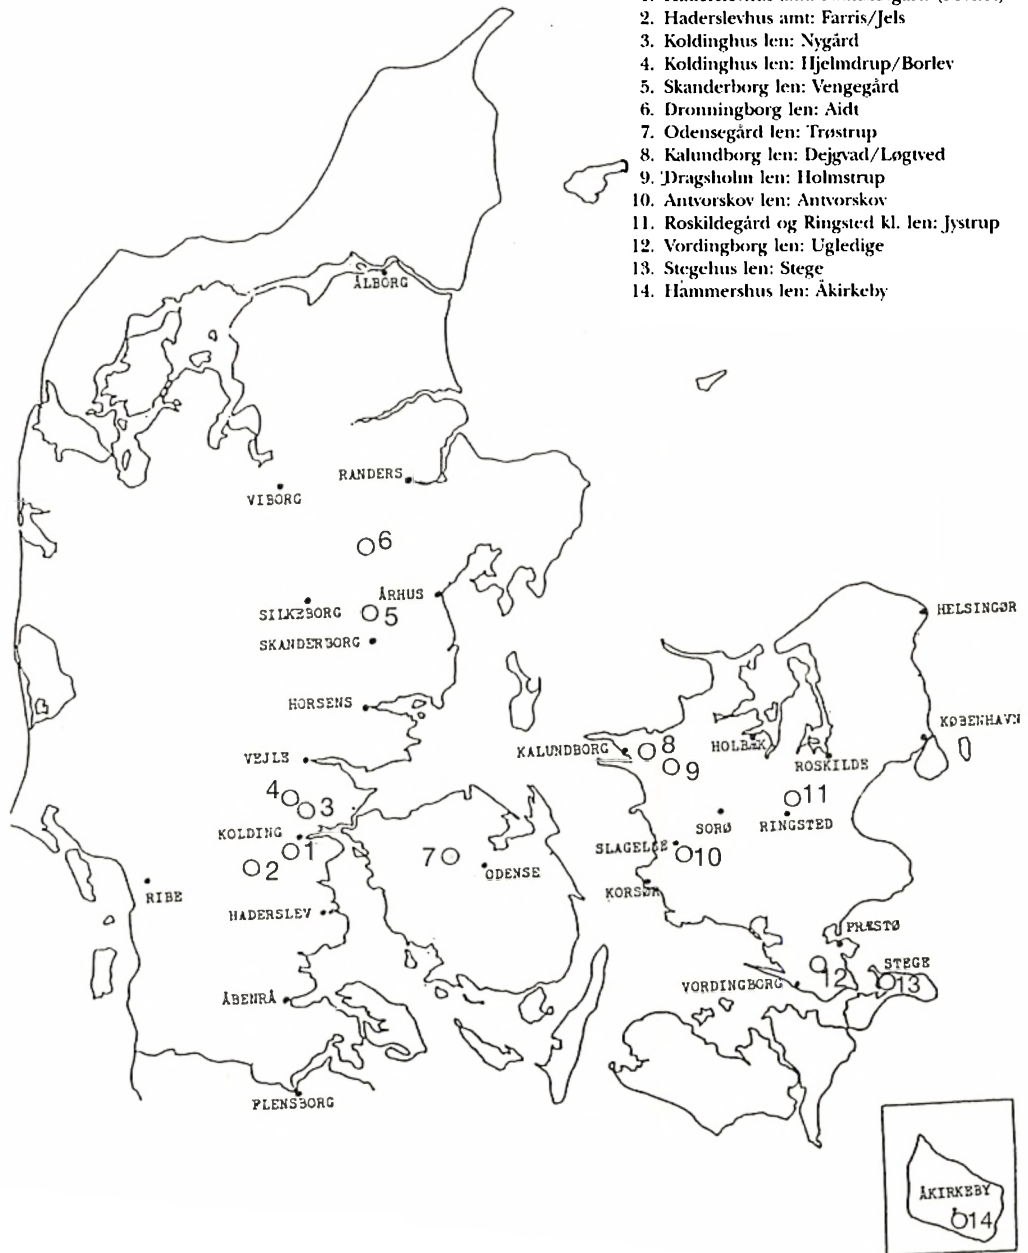 2. Haderslevhus amt: Farris/Jels
3. Koldinghus len: Nygård
4. Koldinghus len: Hjelmdrup/Borlev
5. Skanderborg len: Vengegård
6. Dronningborg len: Aidt
7. Odensegård len: Trøstrup
8. Kalundborg len: Dejgvad/Løgtved
9. Dragsholm len: Holmstrup
10. Antvorskov len: Antvorskov
11. Roskildegård og Ringsted kl. len: Jystrup
12. Vordingborg len: Ugledige
13. Stegehus len: Stege
14. Hammershus len: Åkirkeby
ÅLBORG
RANDERS
VIBORG
6
ÅRHUS
SILKEBORG
5
SKANDERBORG
HELSINGØR
HORSENS
KØBENHAVN
KALUNDBORG
8
HOLBÆK
VEJLE
9
ROSKILDE
4
3
11
KOLDING
SORØ
RINGSTED
1
SLAGELSE
10
2
7
ODENSE
RIBE
KORSØR
HADERSLEV
PRÆSTØ
STEGE
12
VORDINGBORG
13
ÅBENRÅ
FLENSBORG
ÅKIRKEBY
14